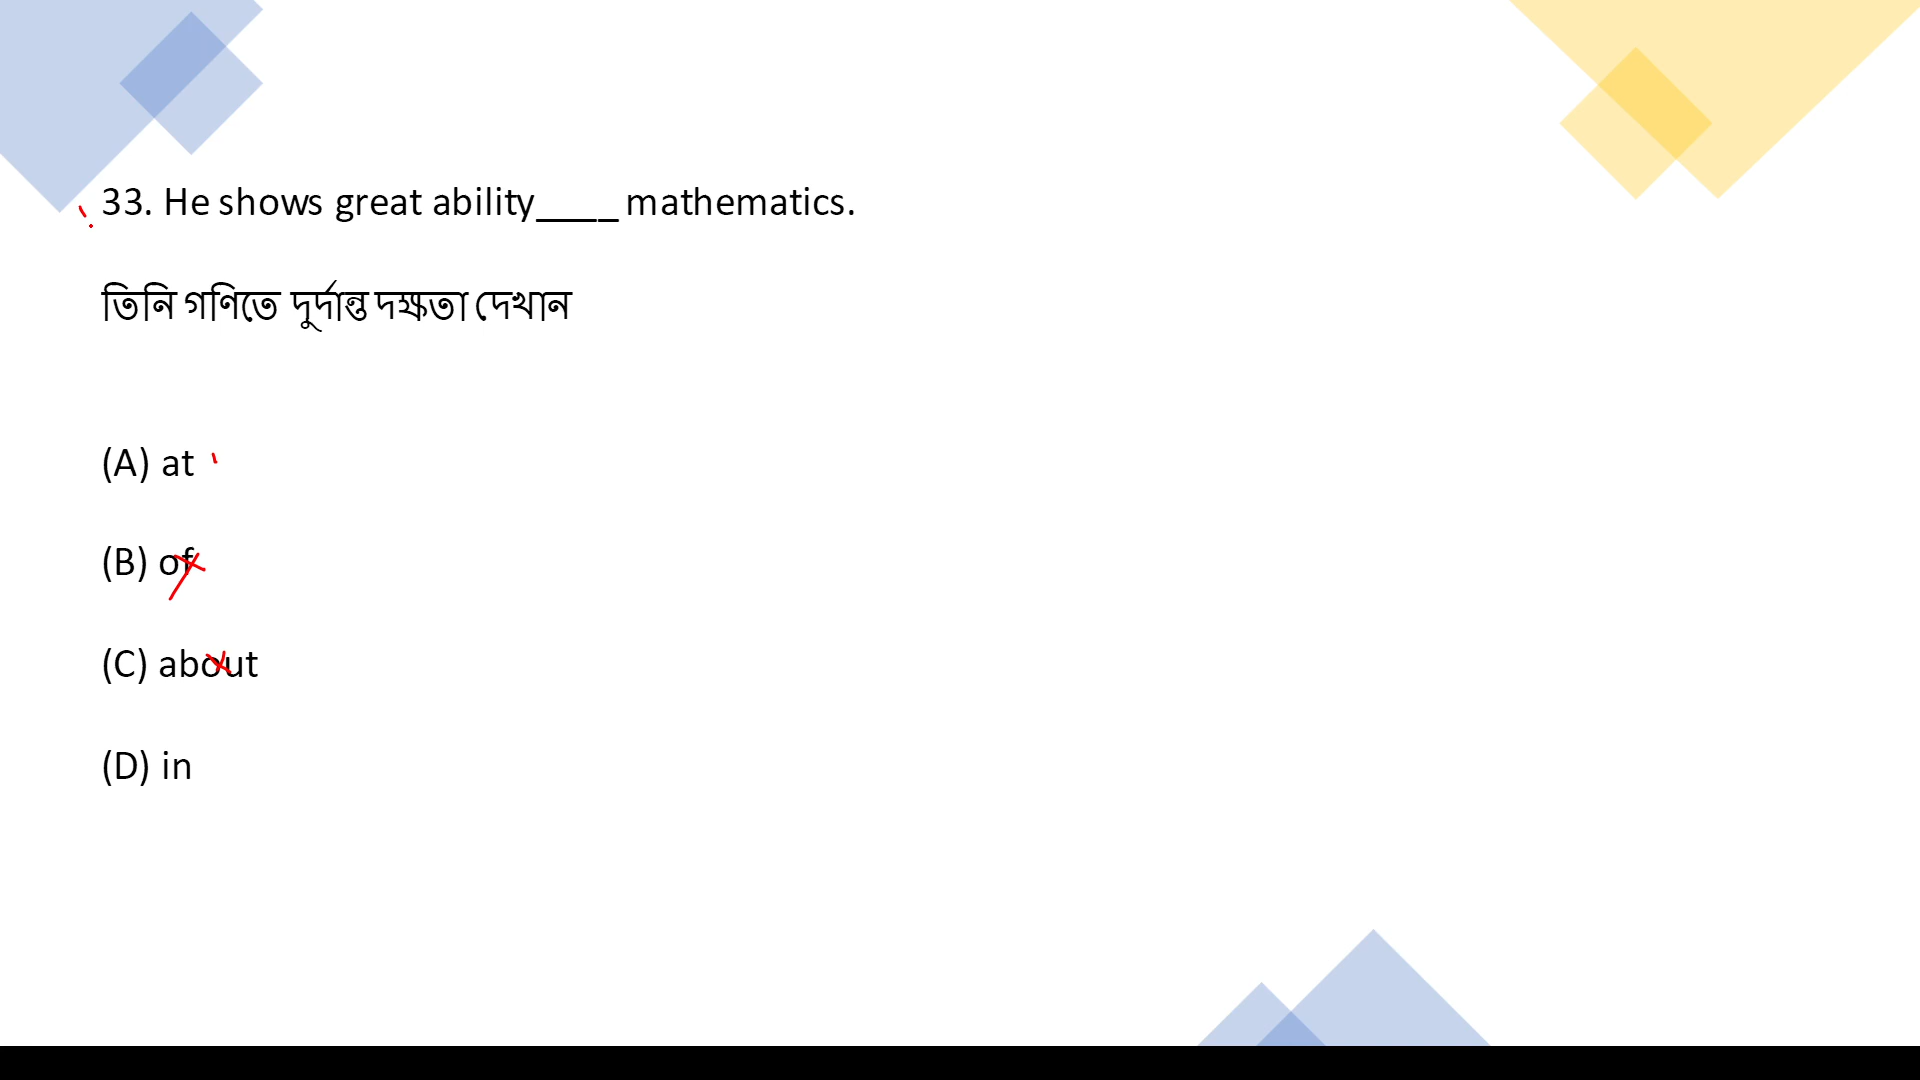 33. He shows great ability____ mathematics.
তিনি গণিতে দুর্দান্ত দক্ষতা দেখান
(A) at
(B) of
(C) about
(D) in